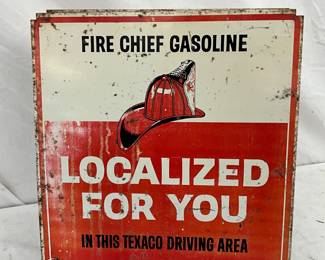 FIRE CHIEF GASOLINE
LOCALIZED
FOR YOU
IN THIS TEXACO DRIVING AREA